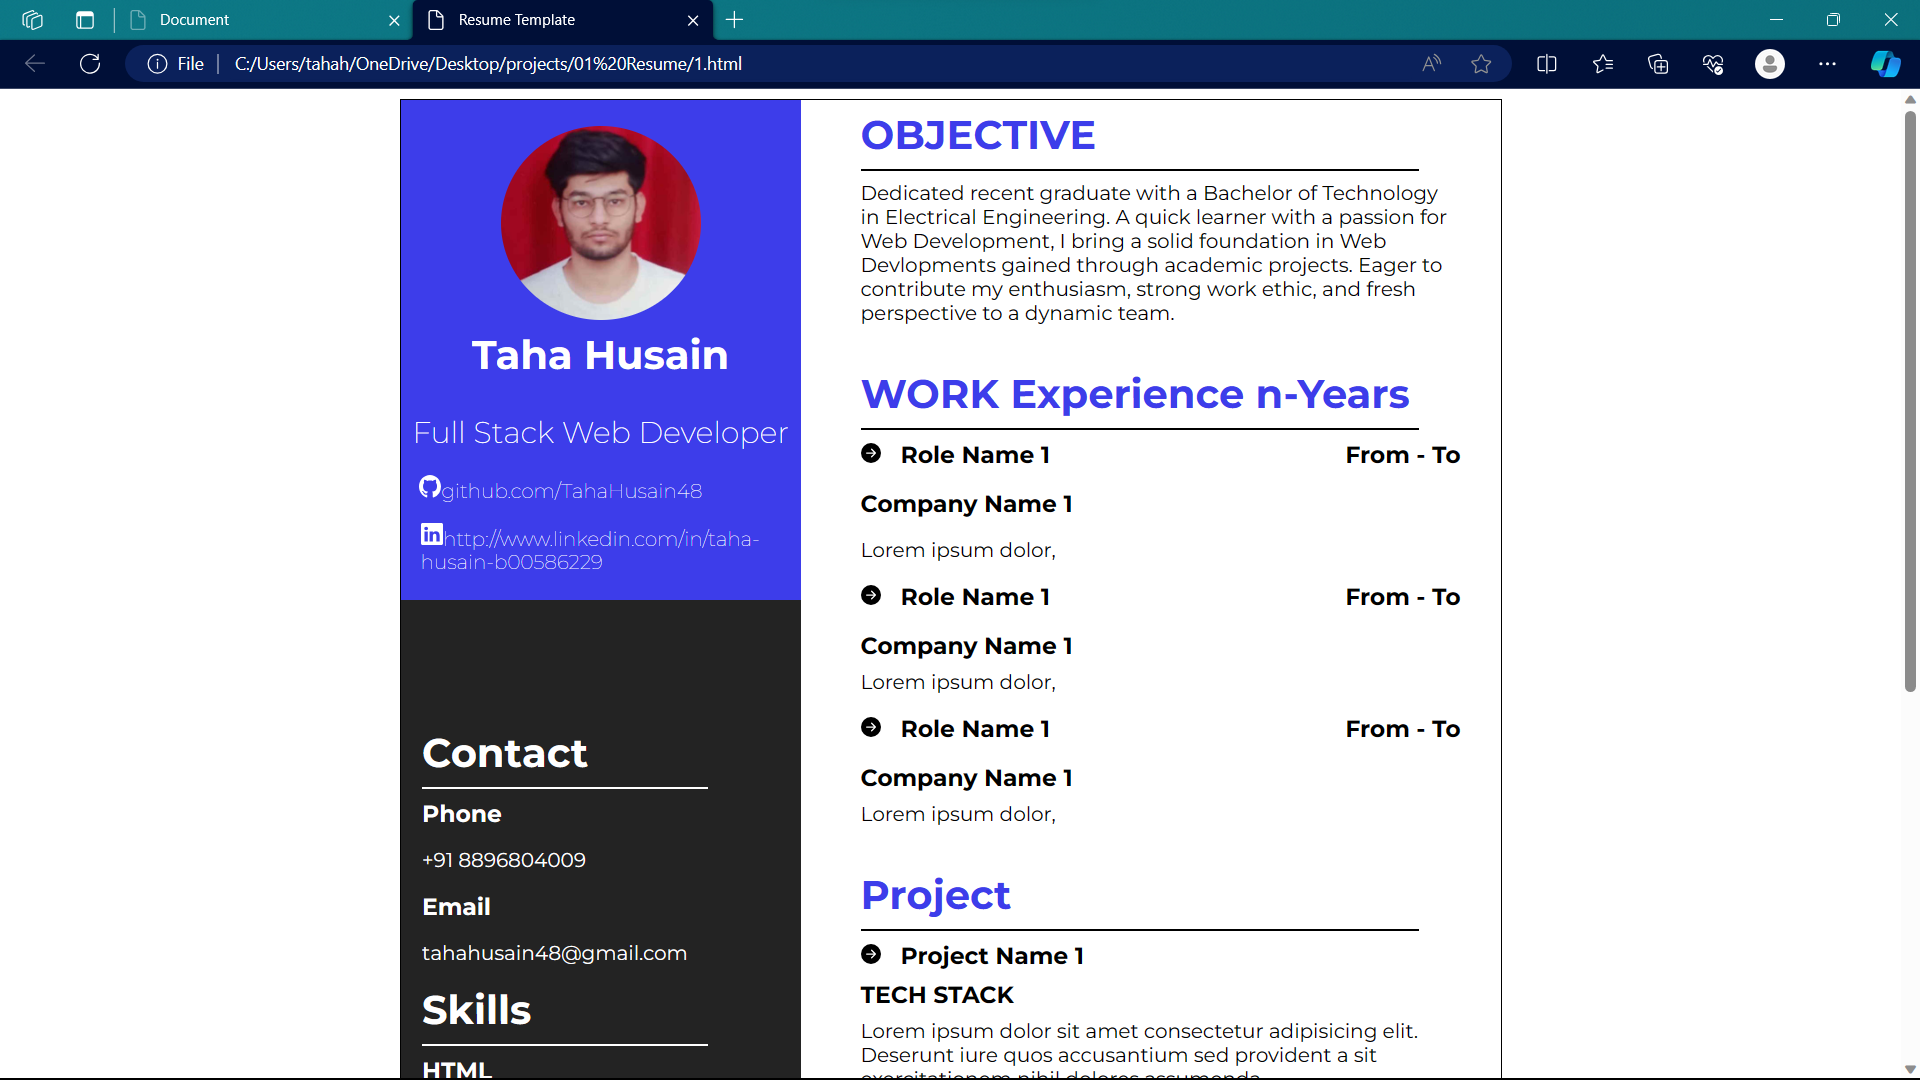 Document
Resume Template
File
C:/Users/tahah/OneDrive/Desktop/projects/01%20Resume/1.html
Taha Husain
Full Stack Web Developer
github.com/TahaHusain48
http://www.linkedin.com/in/taha-
husain-b00586229
Contact
Phone
+91 8896804009
Email
tahahusain48@gmail.com
Skills
HTML
OBJECTIVE
Dedicated recent graduate with a Bachelor of Technology
in Electrical Engineering. A quick learner with a passion for
Web Development, I bring a solid foundation in Web
Devlopments gained through academic projects. Eager to
contribute my enthusiasm, strong work ethic, and fresh
perspective to a dynamic team.
WORK Experience n-Years
Role Name 1 From - To
Company Name 1
Lorem ipsum dolor,
Role Name 1 From - To
Company Name 1
Lorem ipsum dolor,
Role Name 1 From - To
Company Name 1
Lorem ipsum dolor,
Project
Project Name 1
TECH STACK
Lorem ipsum dolor sit amet consectetur adipisicing elit.
Deserunt iure quos accusantium sed provident a sit
exercitationem nihil dolores assumenda